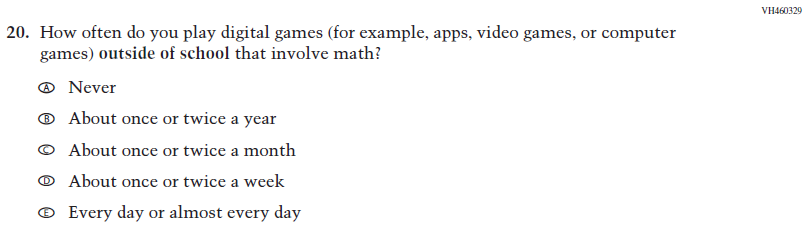 VH460329
20. How often do you play digital games (for example, apps, video games, or computer
games) outside of school that involve math?
A Never
B About once or twice a year
C About once or twice a month
D About once or twice a week
E Every day or almost every day